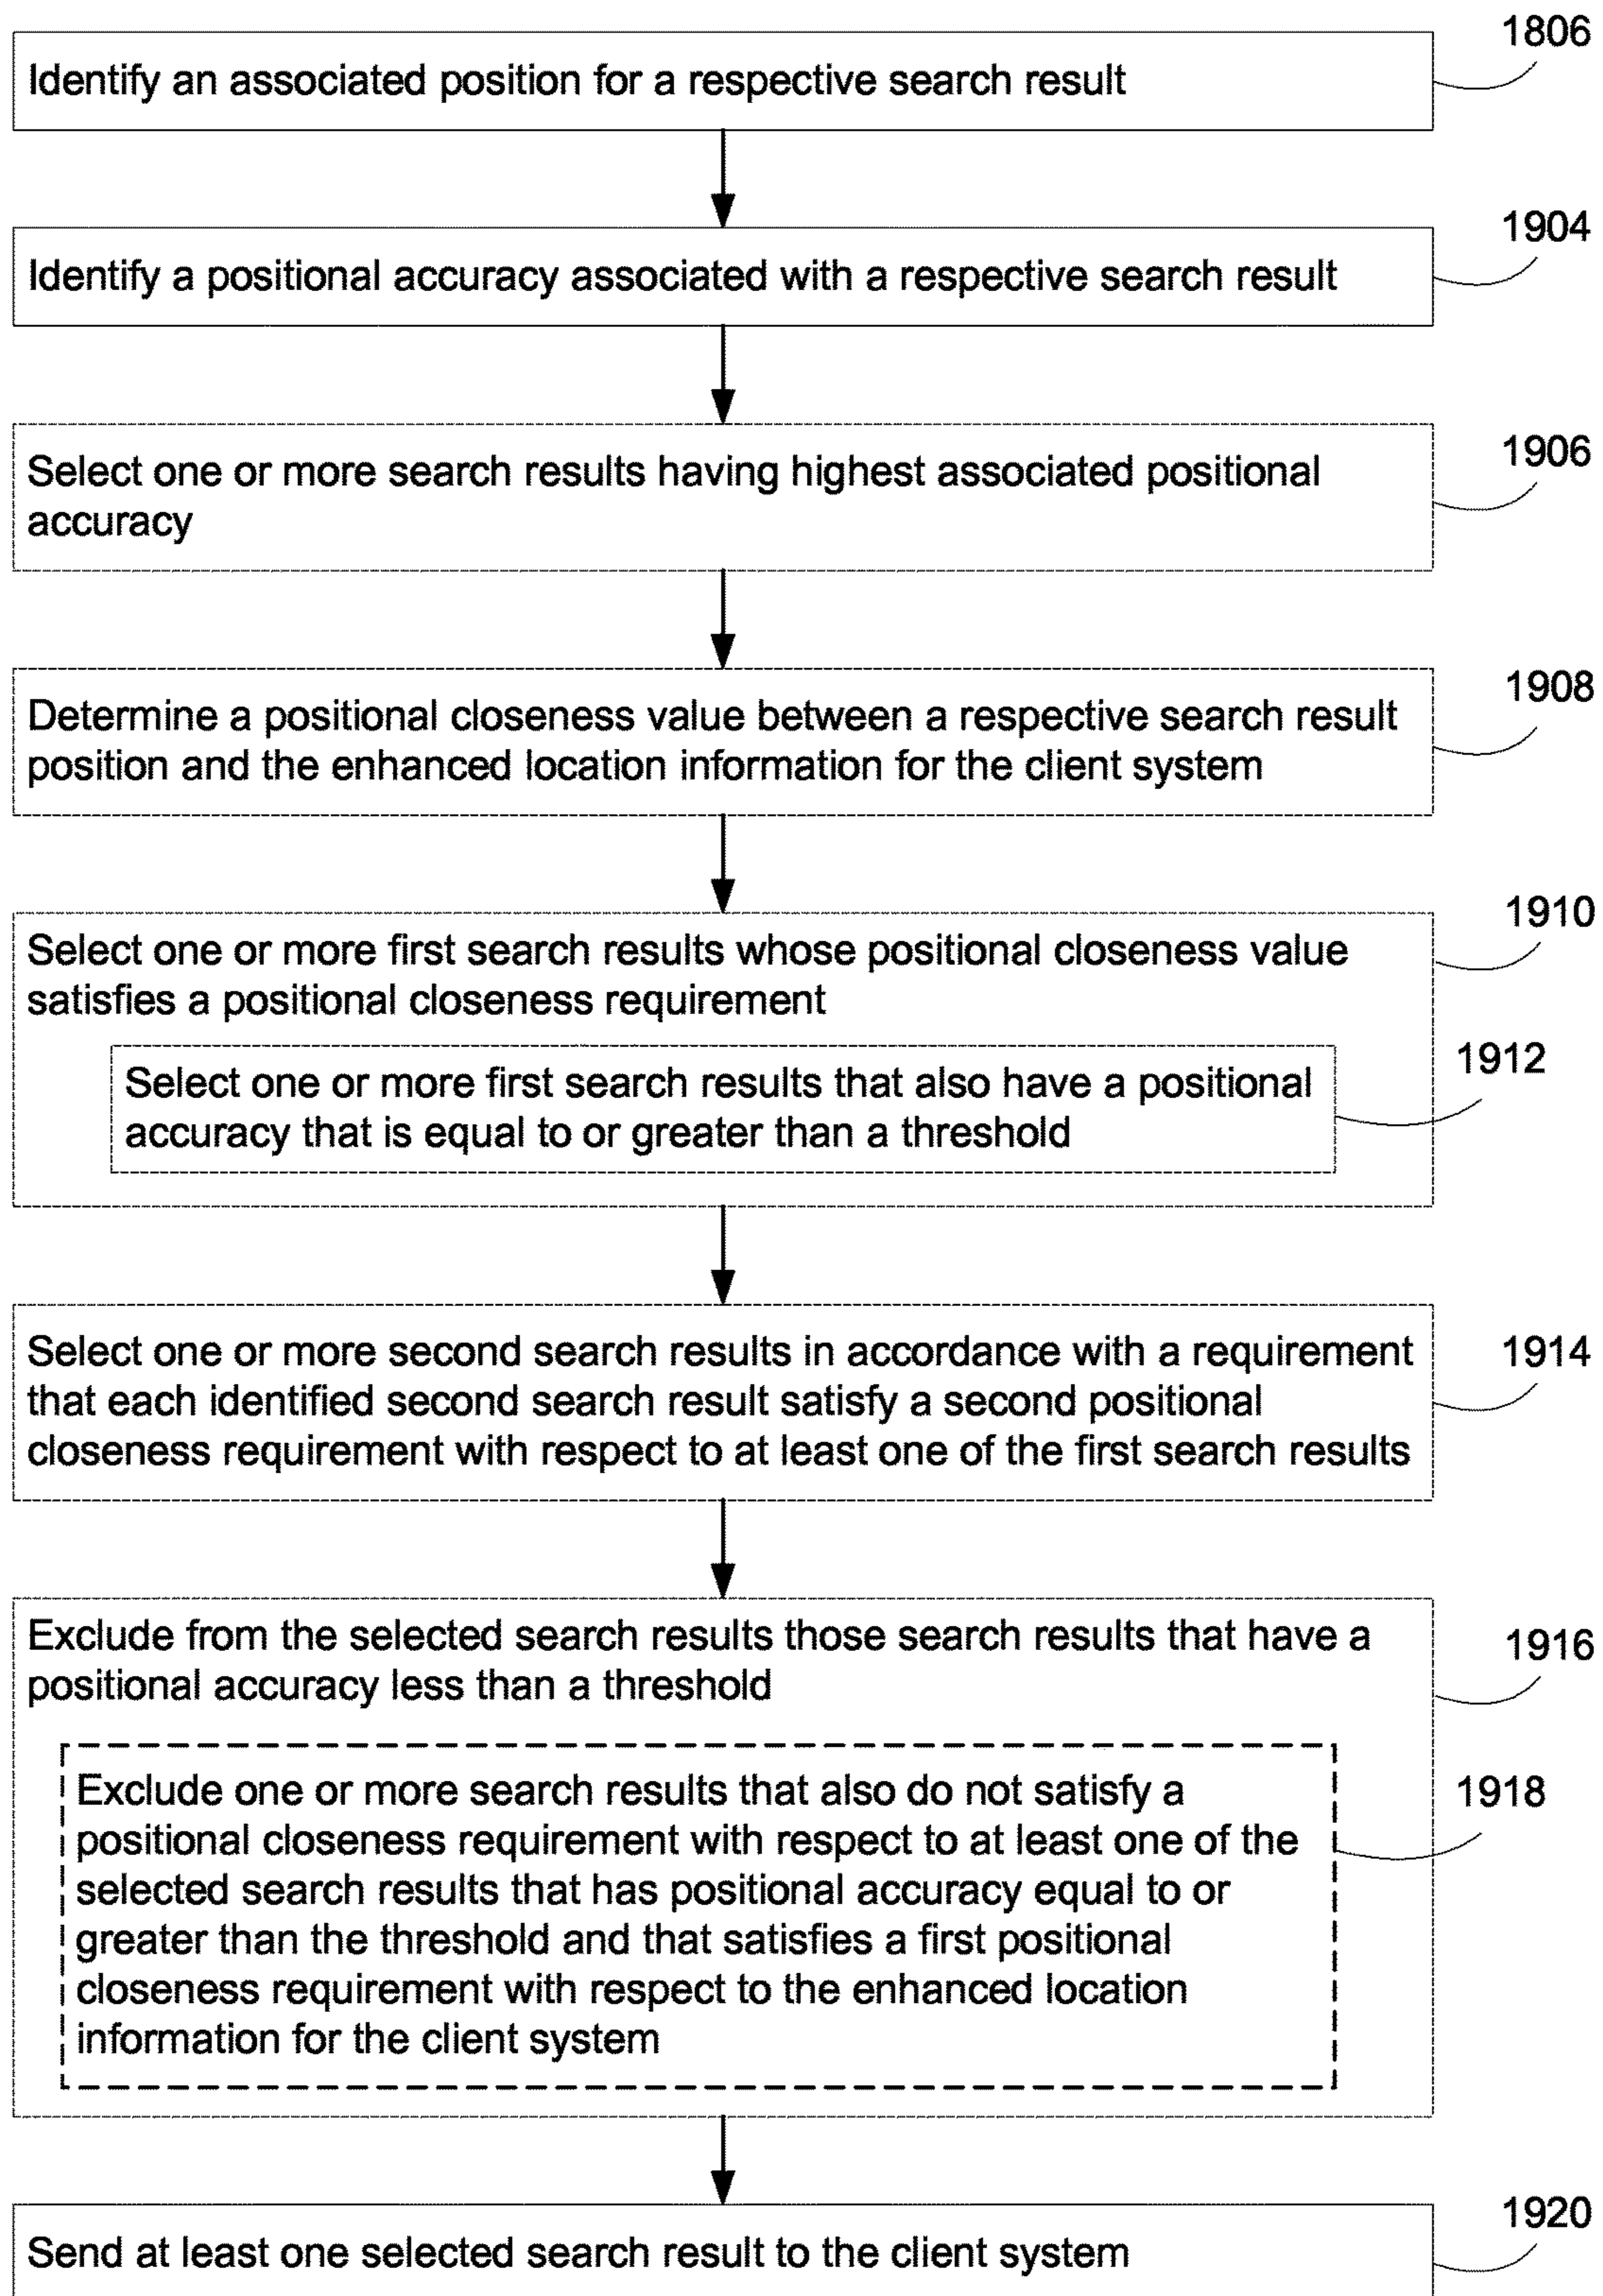 1806
Identify an associated position for a respective search result
1904
Identify a positional accuracy associated with a respective search result
1906
Select one or more search results having highest associated positional
accuracy
1908
Determine a positional closeness value between a respective search result
position and the enhanced location information for the client system
1910
Select one or more first search results whose positional closeness value
satisfies a positional closeness requirement
1912
Select one or more first search results that also have a positional
accuracy that is equal to or greater than a threshold
1914
Select one or more second search results in accordance with a requirement
that each identified second search result satisfy a second positional
closeness requirement with respect to at least one of the first search results
1916
Exclude from the selected search results those search results that have a
positional accuracy less than a threshold
1918
Exclude one or more search results that also do not satisfy a
positional closeness requirement with respect to at least one of the
selected search results that has positional accuracy equal to or
greater than the threshold and that satisfies a first positional
closeness requirement with respect to the enhanced location
information for the client system
1920
Send at least one selected search result to the client system